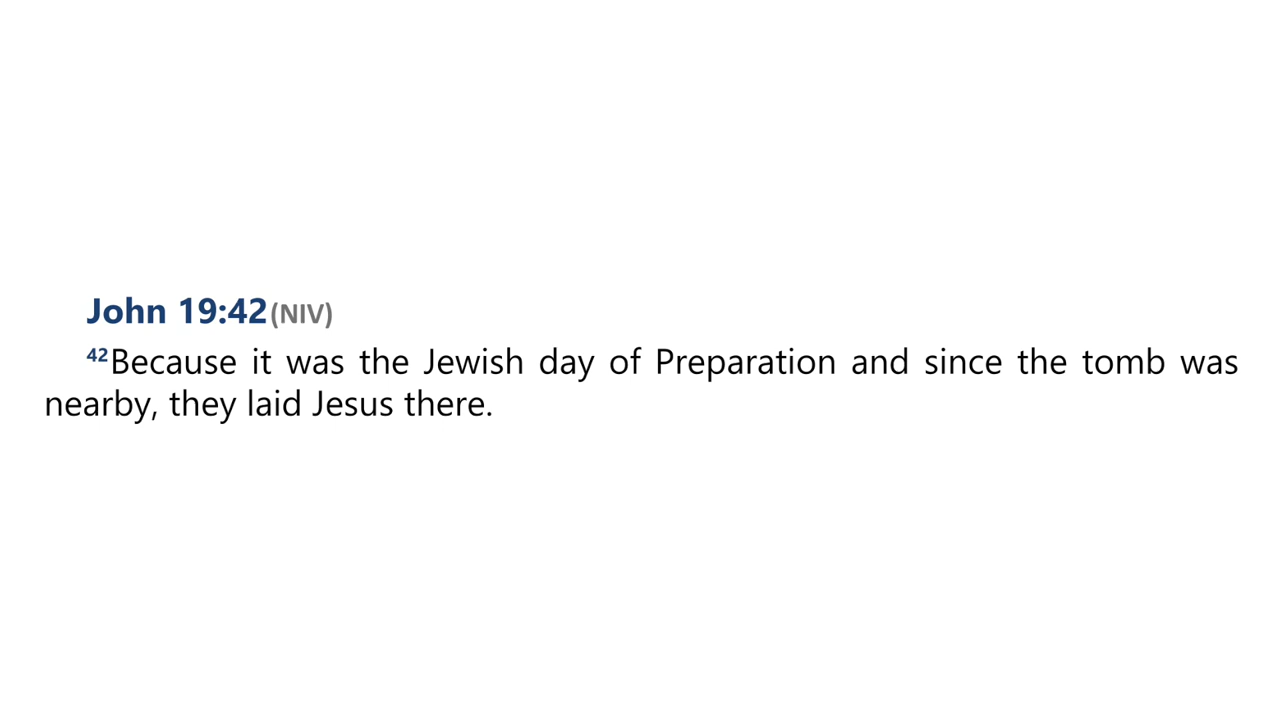 John 19:42(NIV)
42Because it was the Jewish day of Preparation and since the tomb was
nearby, they laid Jesus there.